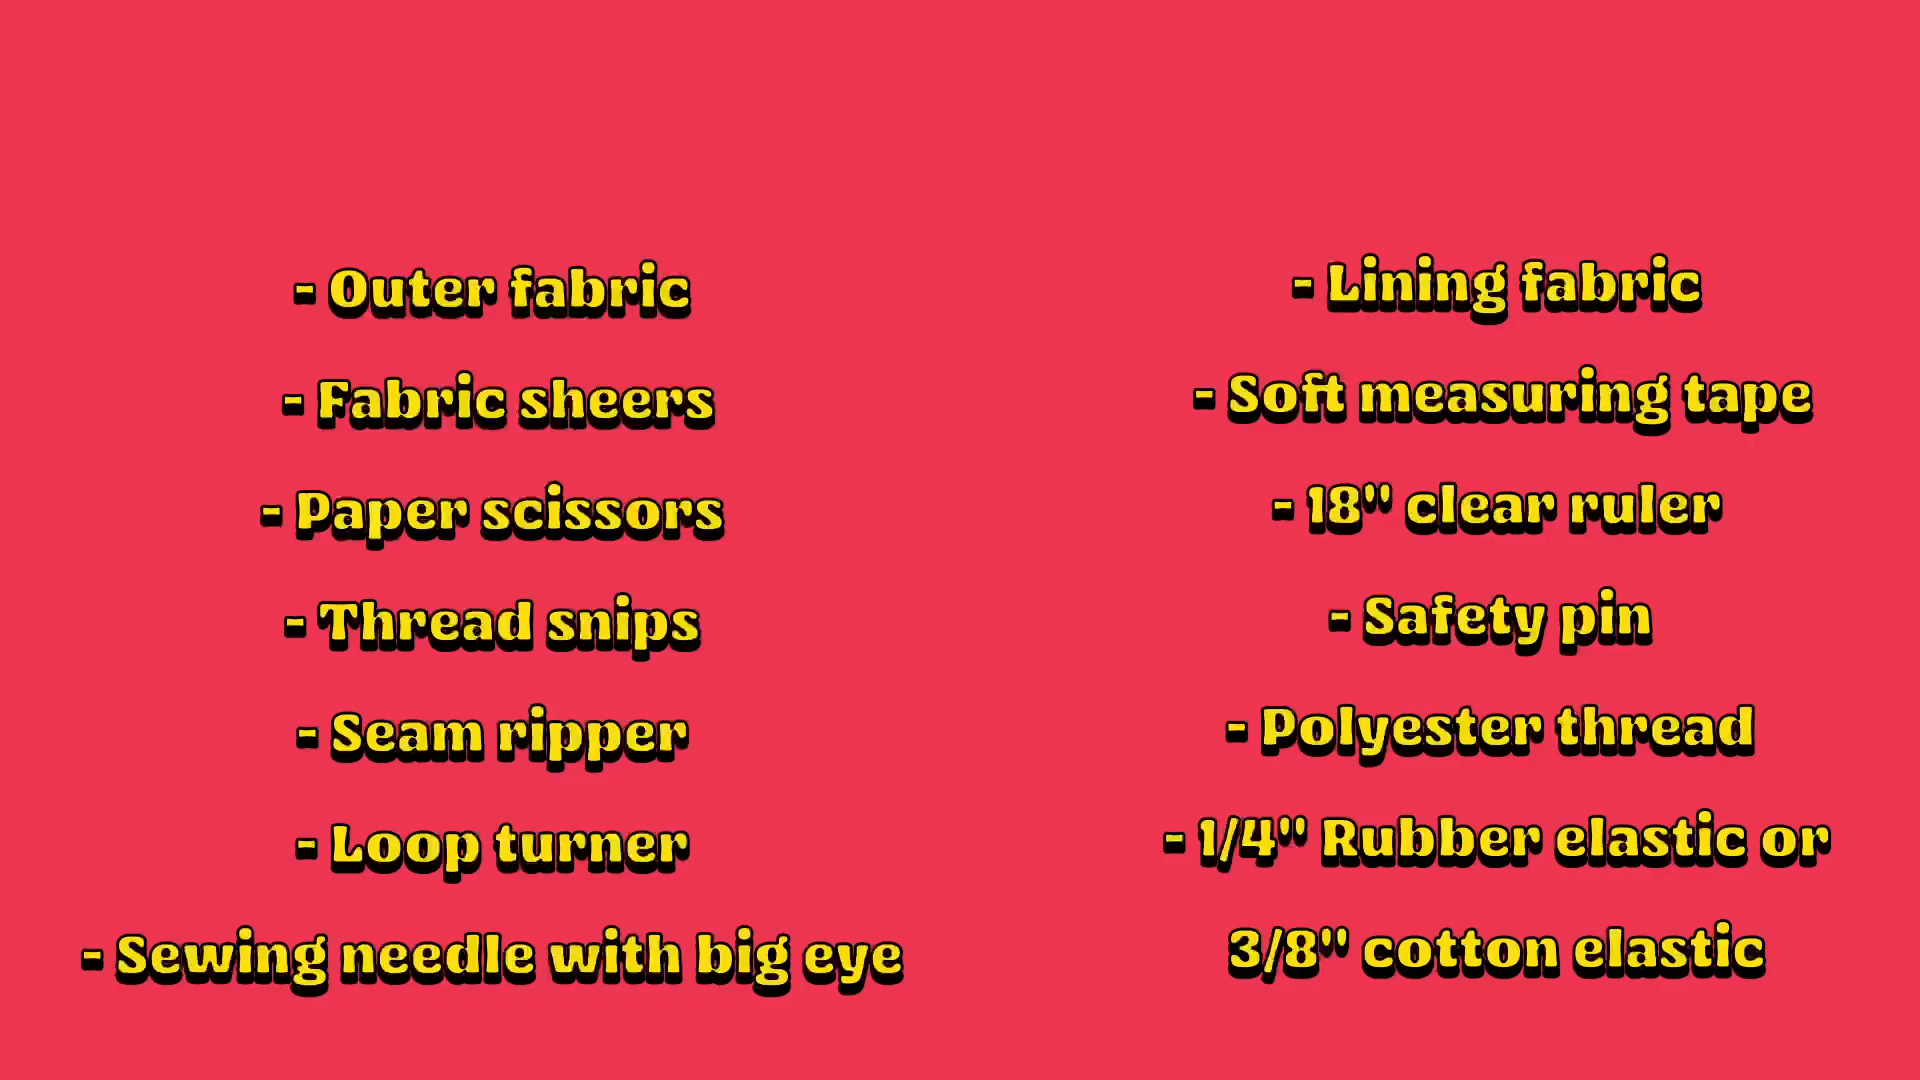 - Outer fabric
- Fabric sheers
- Paper scissors
- Thread snips
- Seam ripper
- Loop turner
- Sewing needle with big eye
- Lining fabric
- Soft measuring tape
- 18" clear ruler
- Safety pin
- Polyester thread
- 1/4" Rubber elastic or
3/8" cotton elastic